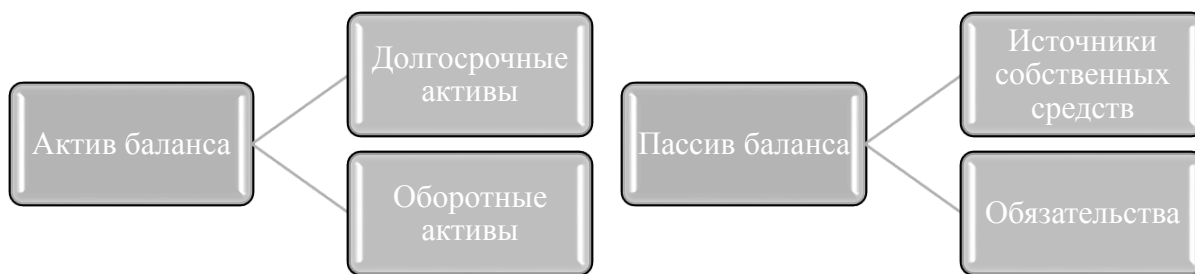 Актив баланса
Долгосрочные
активы
Оборотные
активы
Пассив баланса
Источники
собственных
средств
Обязательства